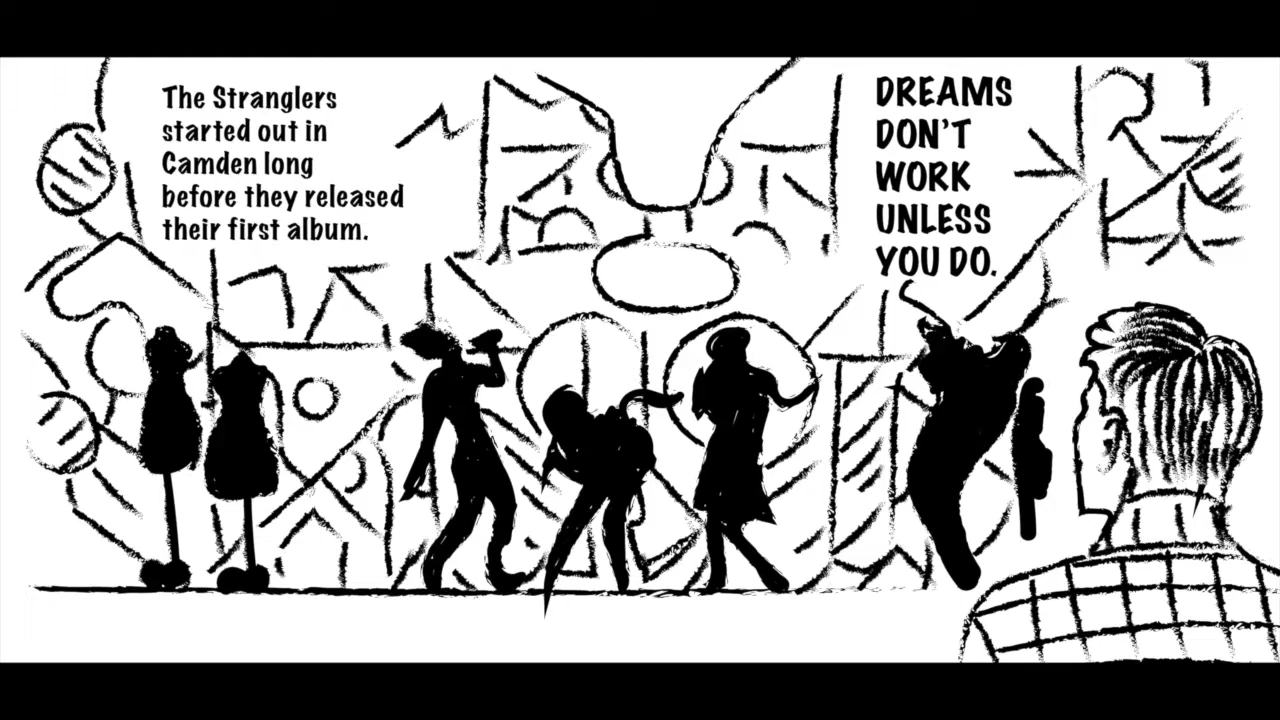 The Stranglers
started out in
Camden long
before they released
their first album.
DREAMS
DON'T
WORK
UNLESS
YOU DO.